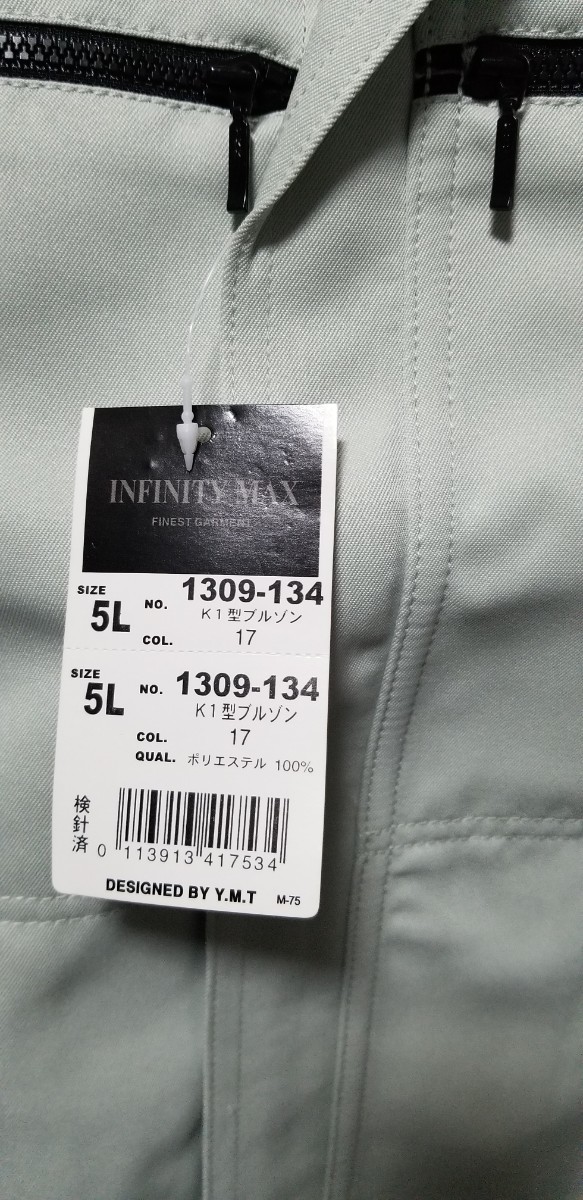 INFINITY MAX
FINEST GARMENT
SIZE 5L NO. 1309-134
K1型ブルゾン
COL. 17
SIZE 5L NO. 1309-134
K1型ブルゾン
COL. 17
QUAL. ポリエステル 100%
検針済
0 113913 417534
DESIGNED BY Y.M.T M-75